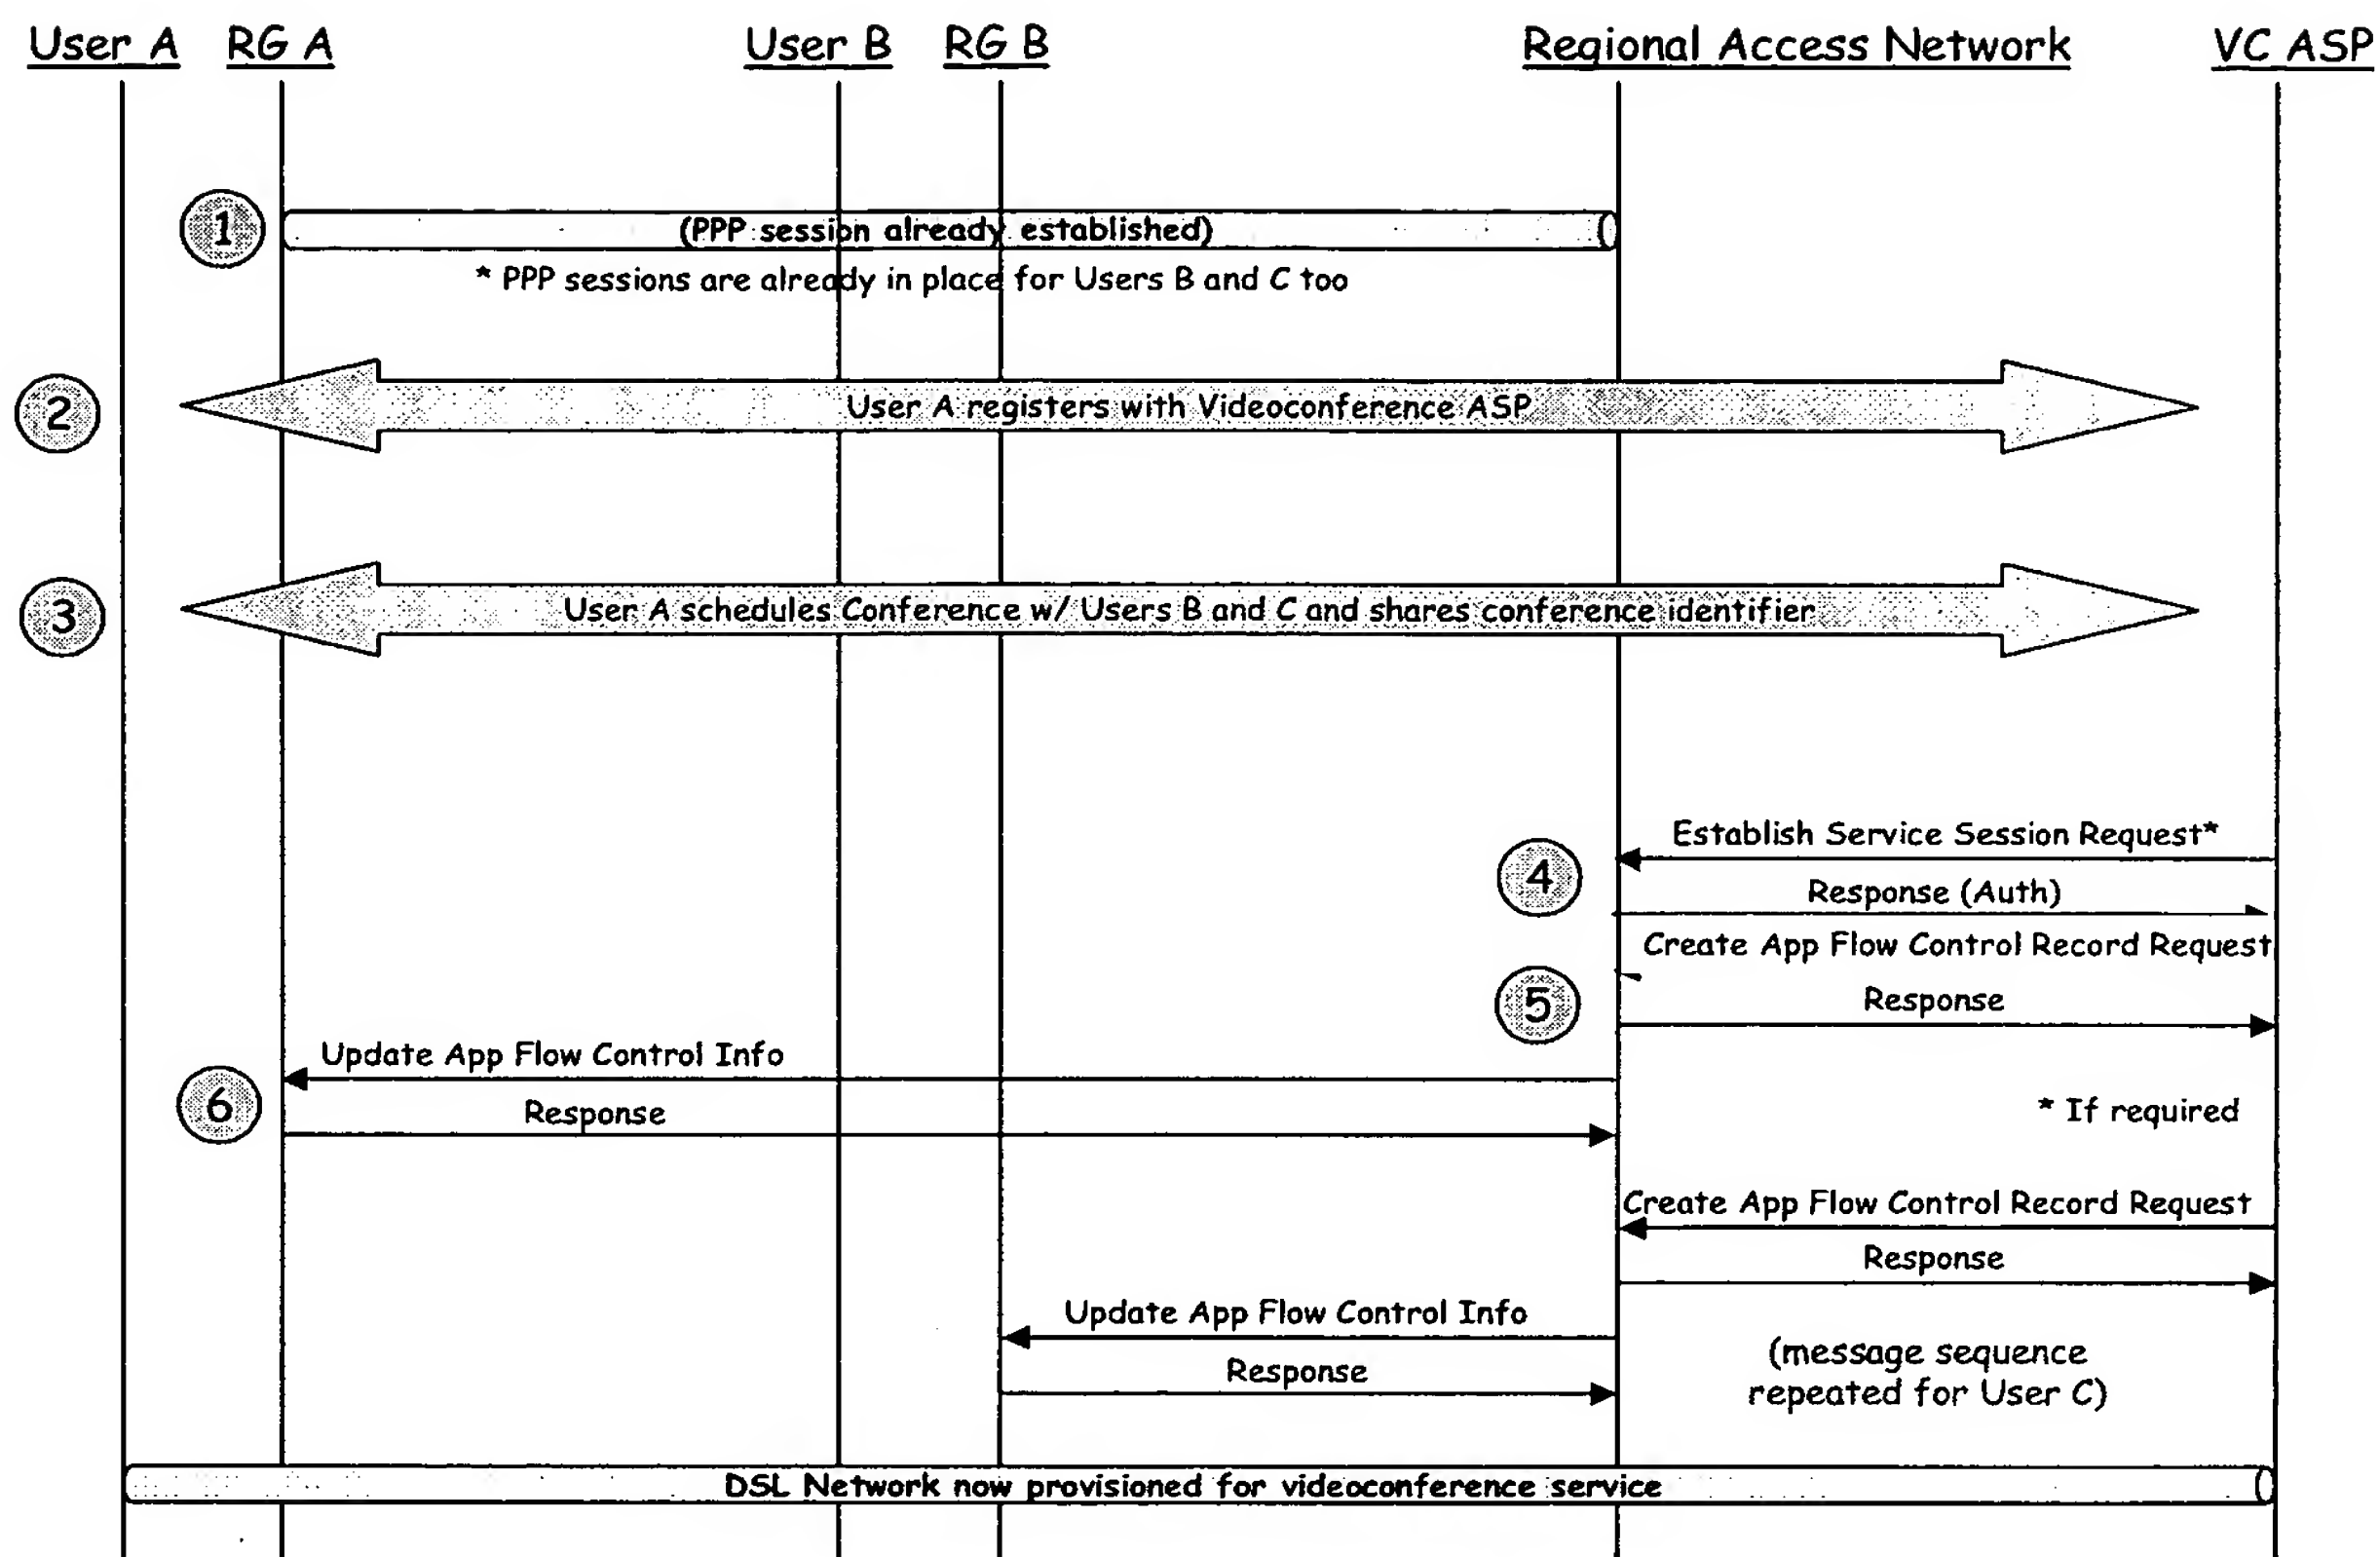 User A RG A User B RG B Regional Access Network VC ASP
1 (PPP session already established)
* PPP sessions are already in place for Users B and C too
2 User A registers with Videoconference ASP
3 User A schedules Conference w/ Users B and C and shares conference identifier
Establish Service Session Request*
4
Response (Auth)
Create App Flow Control Record Request
5 Response
Update App Flow Control Info
6 Response
* If required
Create App Flow Control Record Request
Response
Update App Flow Control Info
Response
(message sequence
repeated for User C)
DSL Network now provisioned for videoconference service